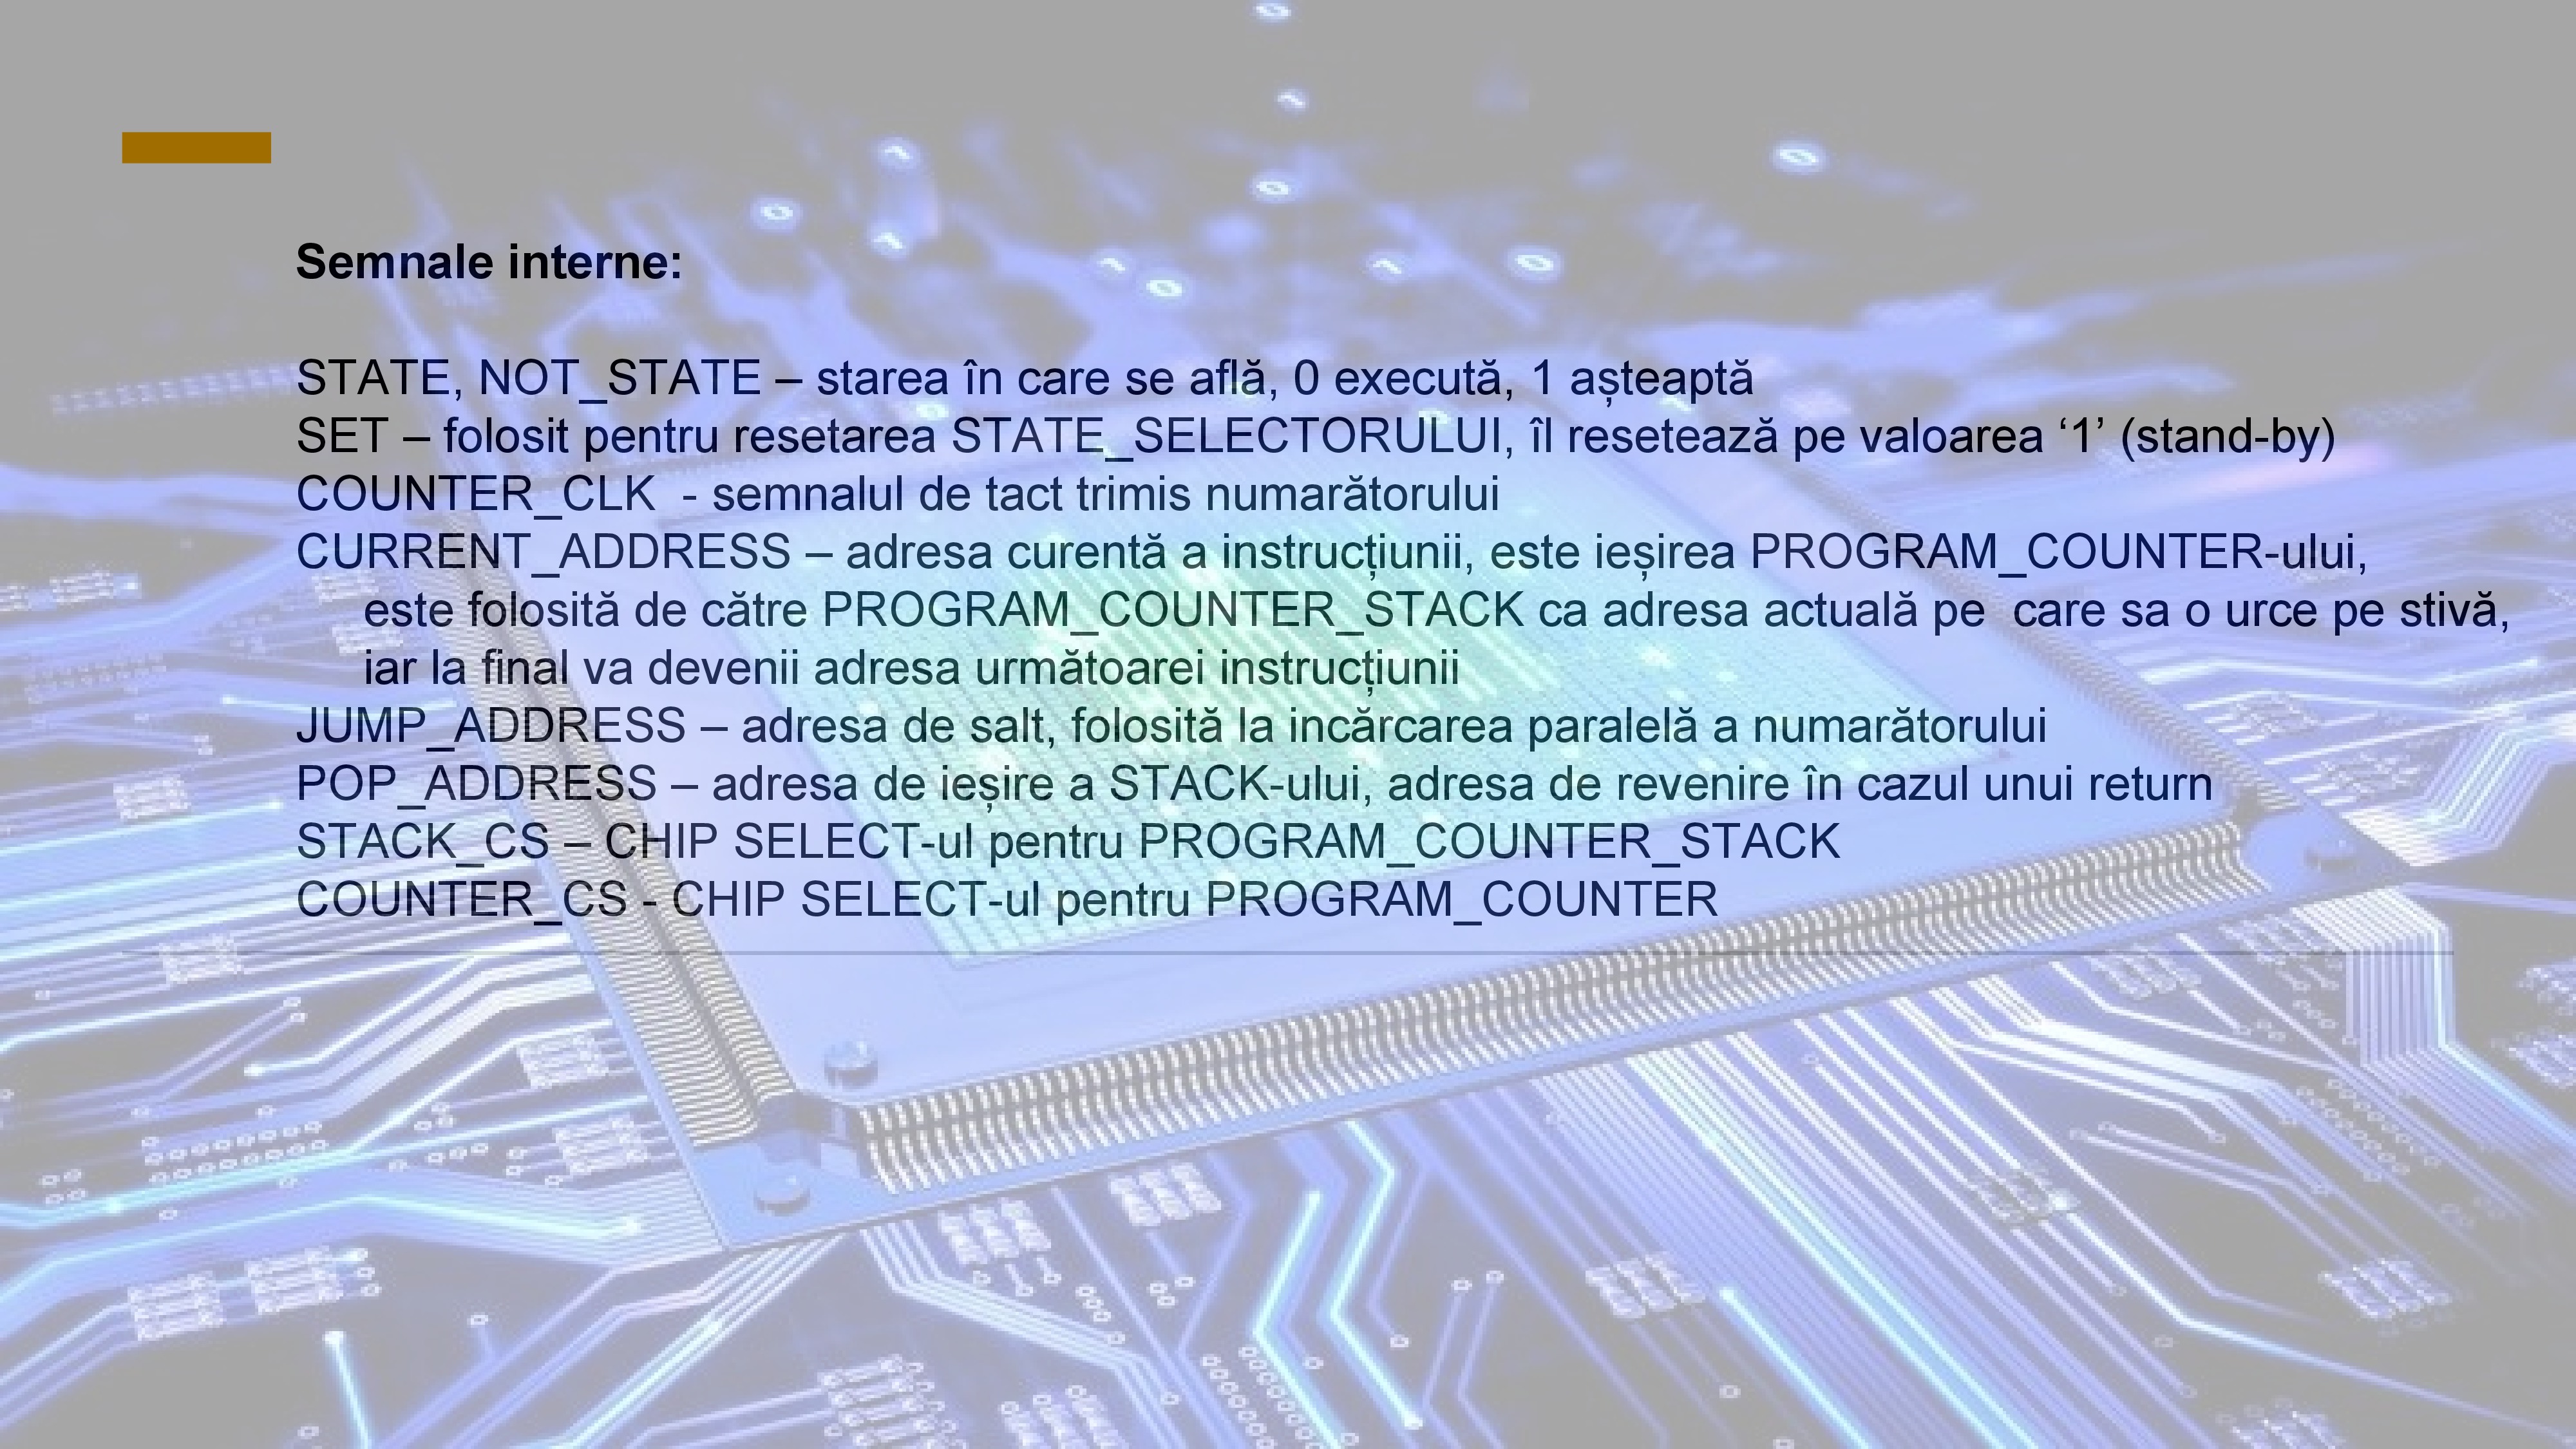 Semnale interne:
STATE, NOT_STATE – starea în care se află, 0 execută, 1 așteaptă
SET – folosit pentru resetarea STATE_SELECTORULUI, îl resetează pe valoarea ‘1’ (stand-by)
COUNTER_CLK  - semnalul de tact trimis numarătorului
CURRENT_ADDRESS – adresa curentă a instrucțiunii, este ieșirea PROGRAM_COUNTER-ului,
este folosită de către PROGRAM_COUNTER_STACK ca adresa actuală pe  care sa o urce pe stivă,
iar la final va devenii adresa următoarei instrucțiunii
JUMP_ADDRESS – adresa de salt, folosită la incărcarea paralelă a numarătorului
POP_ADDRESS – adresa de ieșire a STACK-ului, adresa de revenire în cazul unui return
STACK_CS – CHIP SELECT-ul pentru PROGRAM_COUNTER_STACK
COUNTER_CS - CHIP SELECT-ul pentru PROGRAM_COUNTER